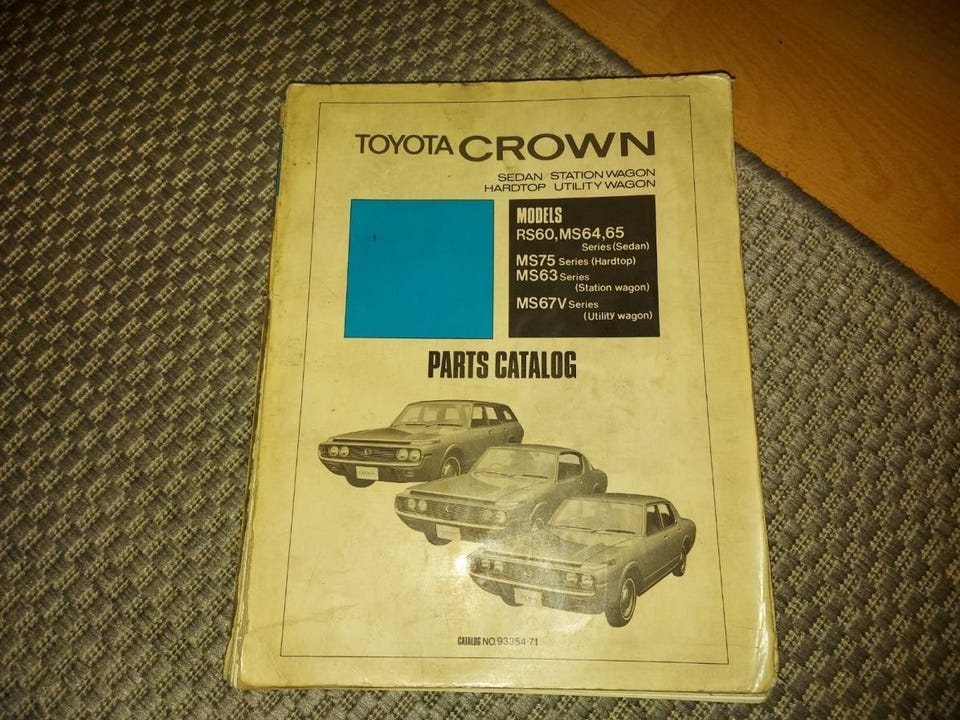 TOYOTA CROWN
SEDAN STATION WAGON
HARDTOP UTILITY WAGON
MODELS
RS60, MS64, 65
Series (Sedan)
MS75 Series (Hardtop)
MS63 Series
(Station wagon)
MS67V Series
(Utility wagon)
PARTS CATALOG
CATALOG NO. 93354-71